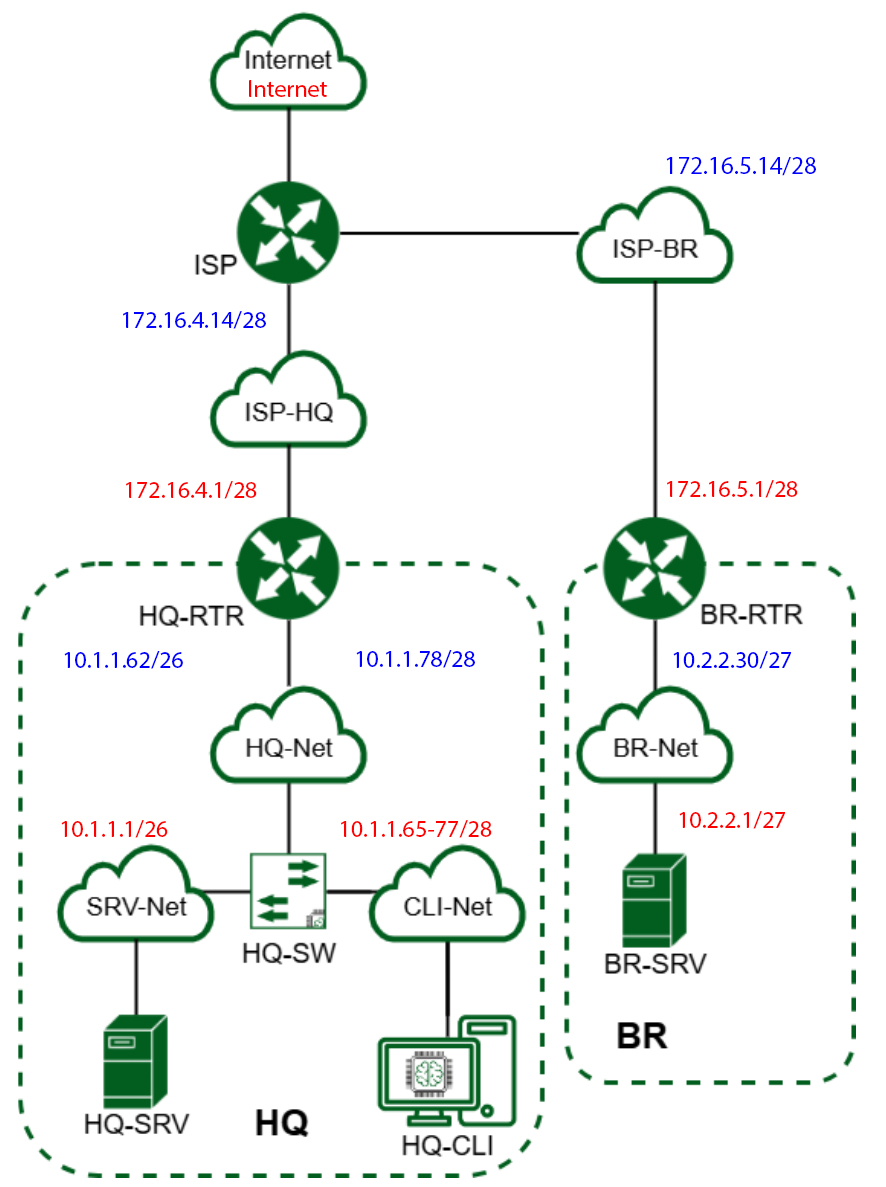 Internet
Internet
172.16.5.14/28
ISP-BR
ISP
172.16.4.14/28
ISP-HQ
172.16.4.1/28
172.16.5.1/28
HQ-RTR
BR-RTR
10.1.1.62/26
10.1.1.78/28
10.2.2.30/27
HQ-Net
BR-Net
10.1.1.1/26
10.1.1.65-77/28
10.2.2.1/27
SRV-Net
CLI-Net
HQ-SW
BR-SRV
BR
HQ-SRV
HQ
HQ-CLI